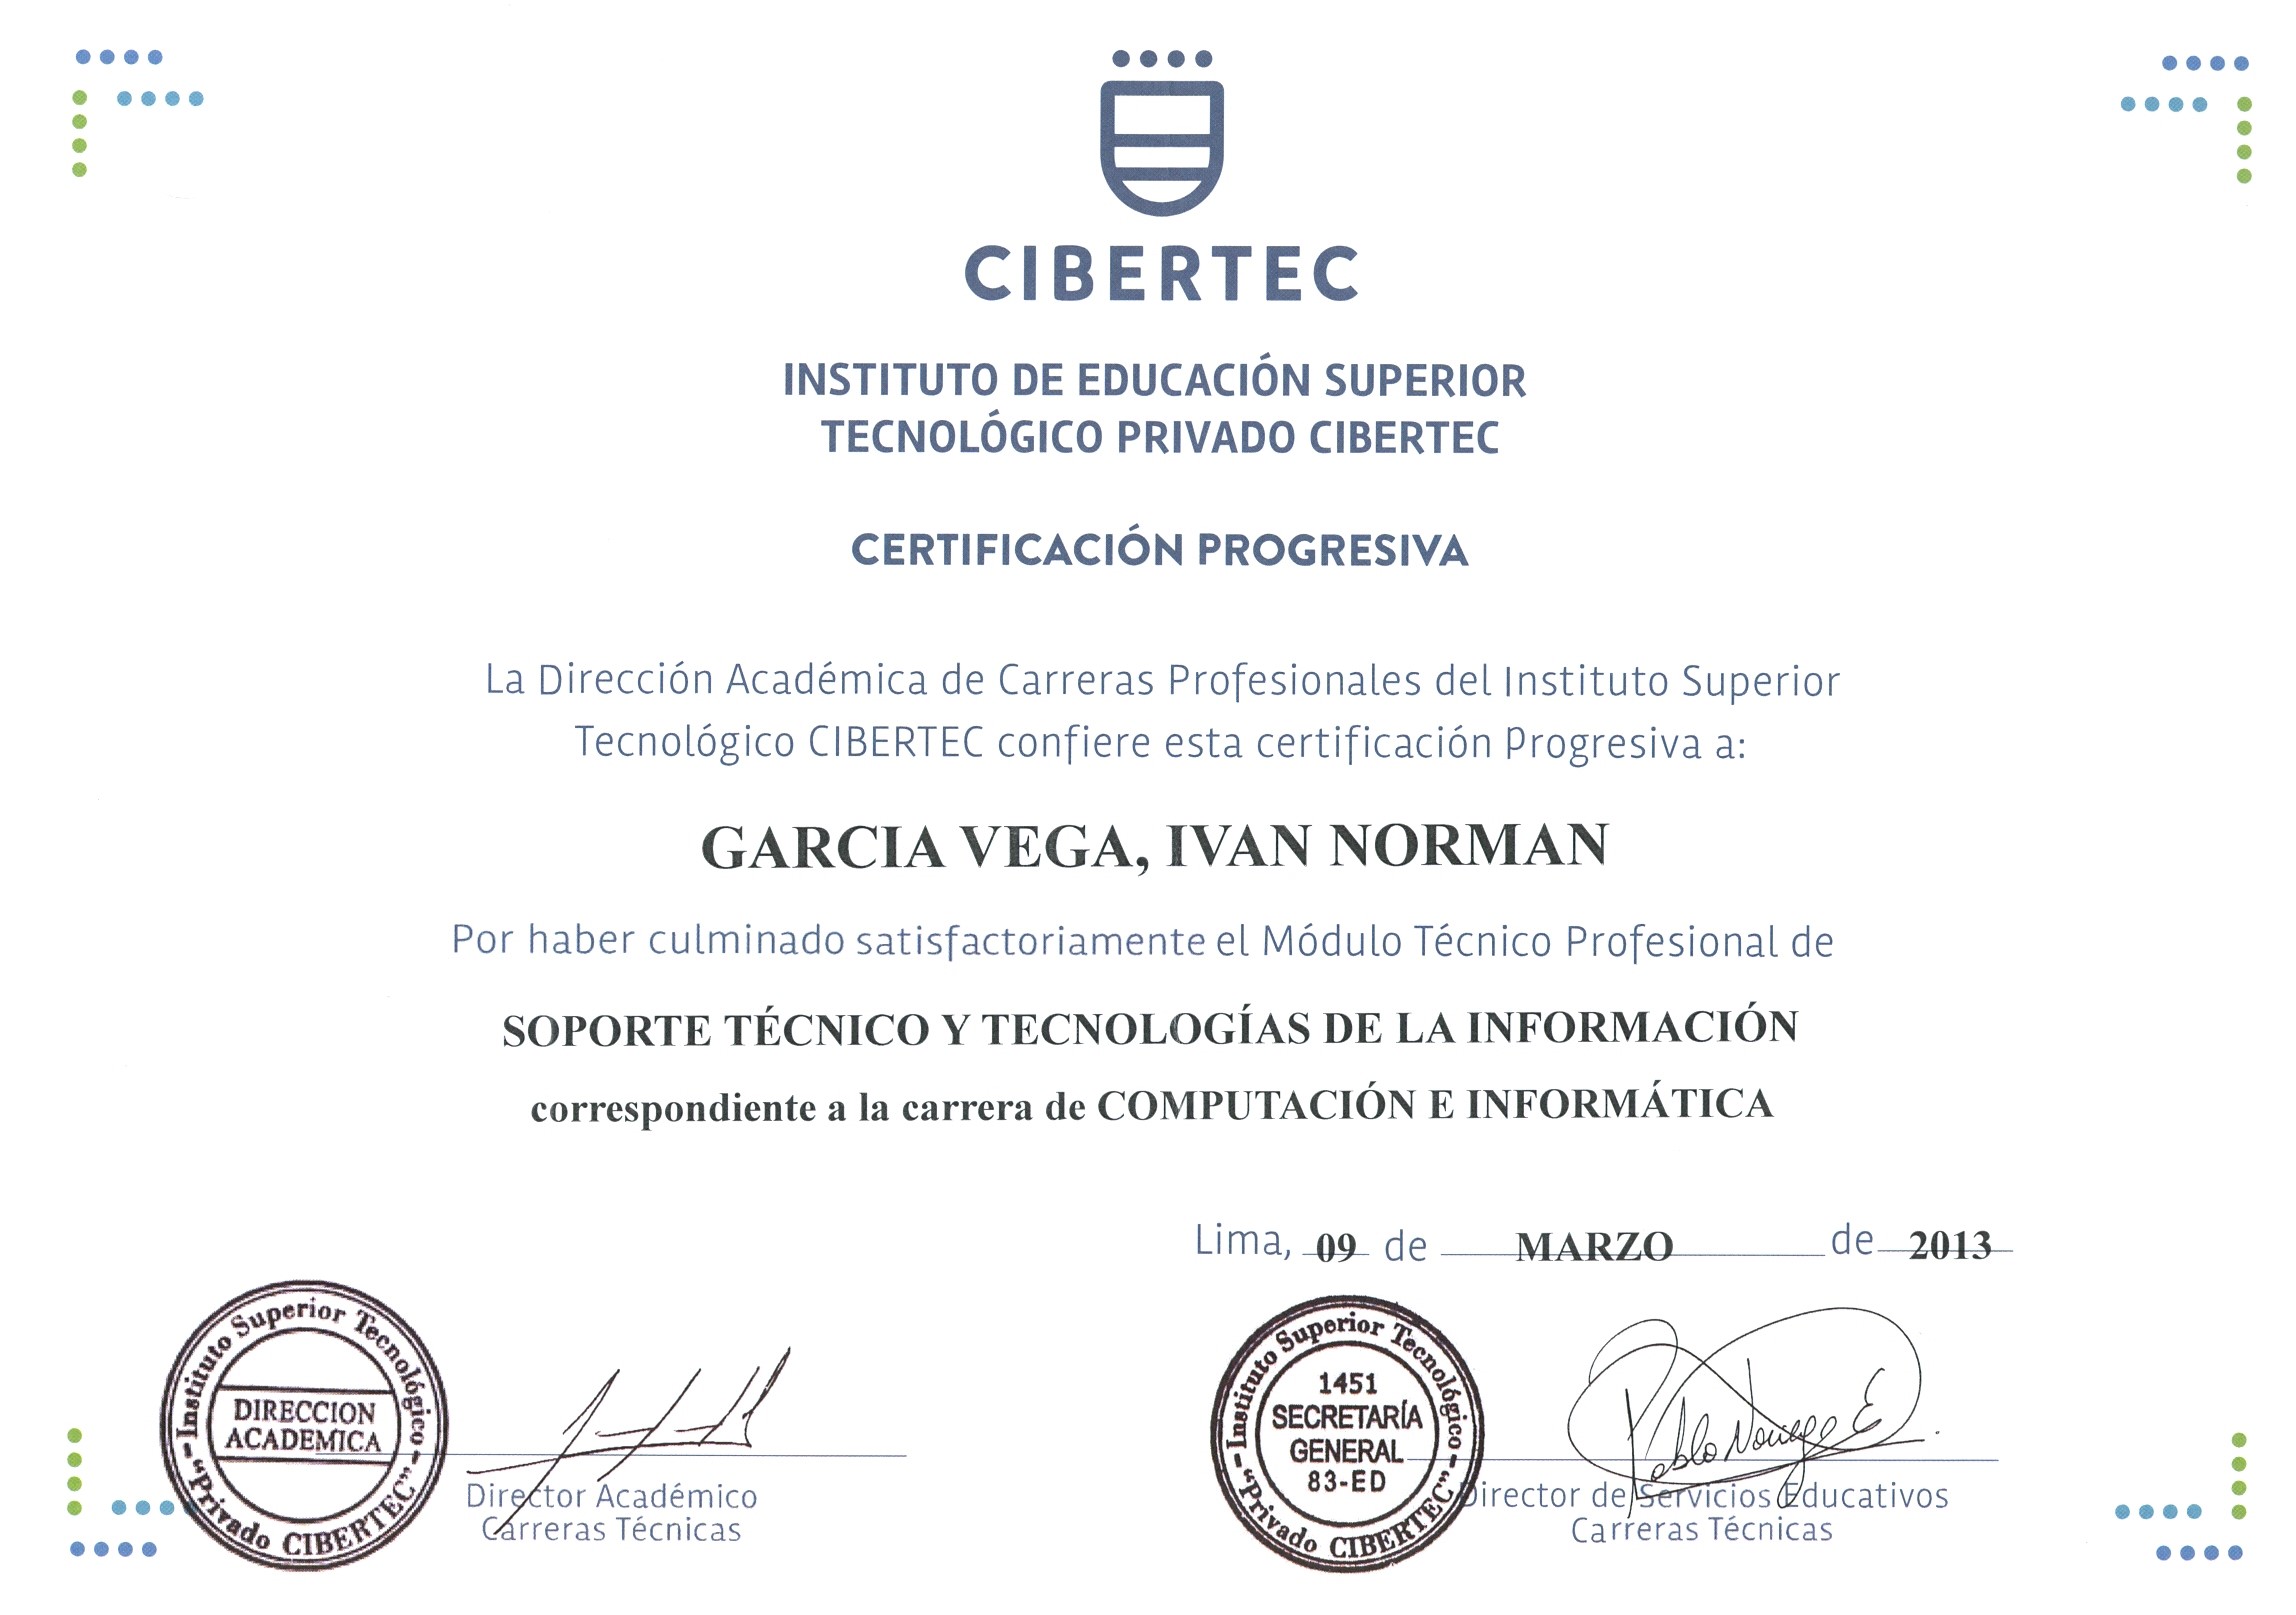 CIBERTEC
INSTITUTO DE EDUCACIÓN SUPERIOR
TECNOLÓGICO PRIVADO CIBERTEC
CERTIFICACIÓN PROGRESIVA
La Dirección Académica de Carreras Profesionales del Instituto Superior
Tecnológico CIBERTEC confiere esta certificación Progresiva a:
GARCIA VEGA, IVAN NORMAN
Por haber culminado satisfactoriamente el Módulo Técnico Profesional de
SOPORTE TÉCNICO Y TECNOLOGÍAS DE LA INFORMACIÓN
correspondiente a la carrera de COMPUTACIÓN E INFORMÁTICA
Lima, 09 de MARZO de 2013
Instituto Superior Tecnológico
DIRECCION
ACADEMICA
"Privado CIBERTEC"
Director Académico
Carreras Técnicas
Instituto Superior Tecnológico
1451
SECRETARÍA
GENERAL
83-ED
"Privado CIBERTEC"
Pablo
Director de Servicios Educativos
Carreras Técnicas